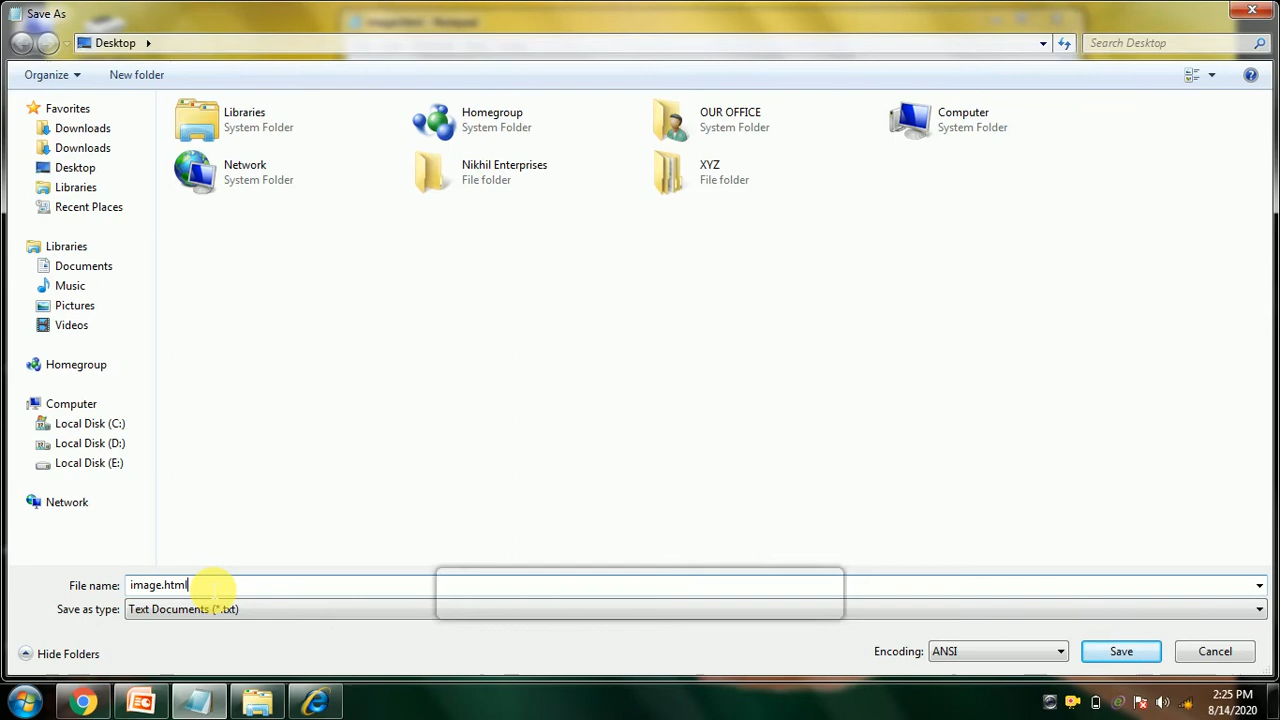 Save As
image.html - Notepad
Desktop
Search Desktop
Organize
New folder
Favorites
Downloads
Downloads
Desktop
Libraries
Recent Places
Libraries
Documents
Music
Pictures
Videos
Homegroup
Computer
Local Disk (C:)
Local Disk (D:)
Local Disk (E:)
Network
Libraries
System Folder
Homegroup
System Folder
OUR OFFICE
System Folder
Computer
System Folder
Network
System Folder
Nikhil Enterprises
File folder
XYZ
File folder
File name: image.html
Save as type: Text Documents (*.txt)
Hide Folders
Encoding: ANSI
Save
Cancel
2:25 PM
8/14/2020